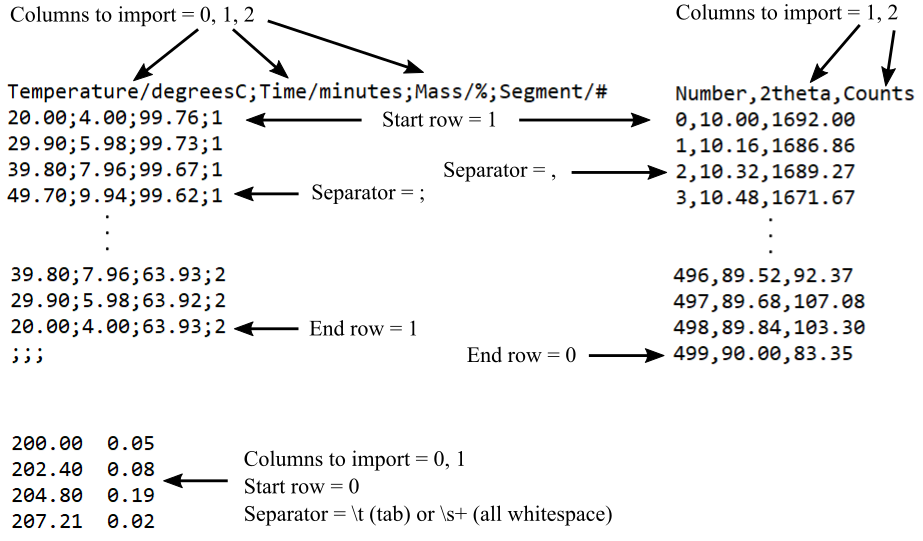 Columns to import = 0, 1, 2
Temperature/degreesC;Time/minutes;Mass/%;Segment/#
20.00;4.00;99.76;1
29.90;5.98;99.73;1
39.80;7.96;99.67;1
49.70;9.94;99.62;1
.
.
.
39.80;7.96;63.93;2
29.90;5.98;63.92;2
20.00;4.00;63.93;2
;;;
Start row = 1
Separator = ;
End row = 1
Columns to import = 1, 2
Number,2theta,Counts
0,10.00,1692.00
1,10.16,1686.86
2,10.32,1689.27
3,10.48,1671.67
.
.
.
496,89.52,92.37
497,89.68,107.08
498,89.84,103.30
499,90.00,83.35
Separator = ,
End row = 0
200.00 0.05
202.40 0.08
204.80 0.19
207.21 0.02
Columns to import = 0, 1
Start row = 0
Separator = \t (tab) or \s+ (all whitespace)